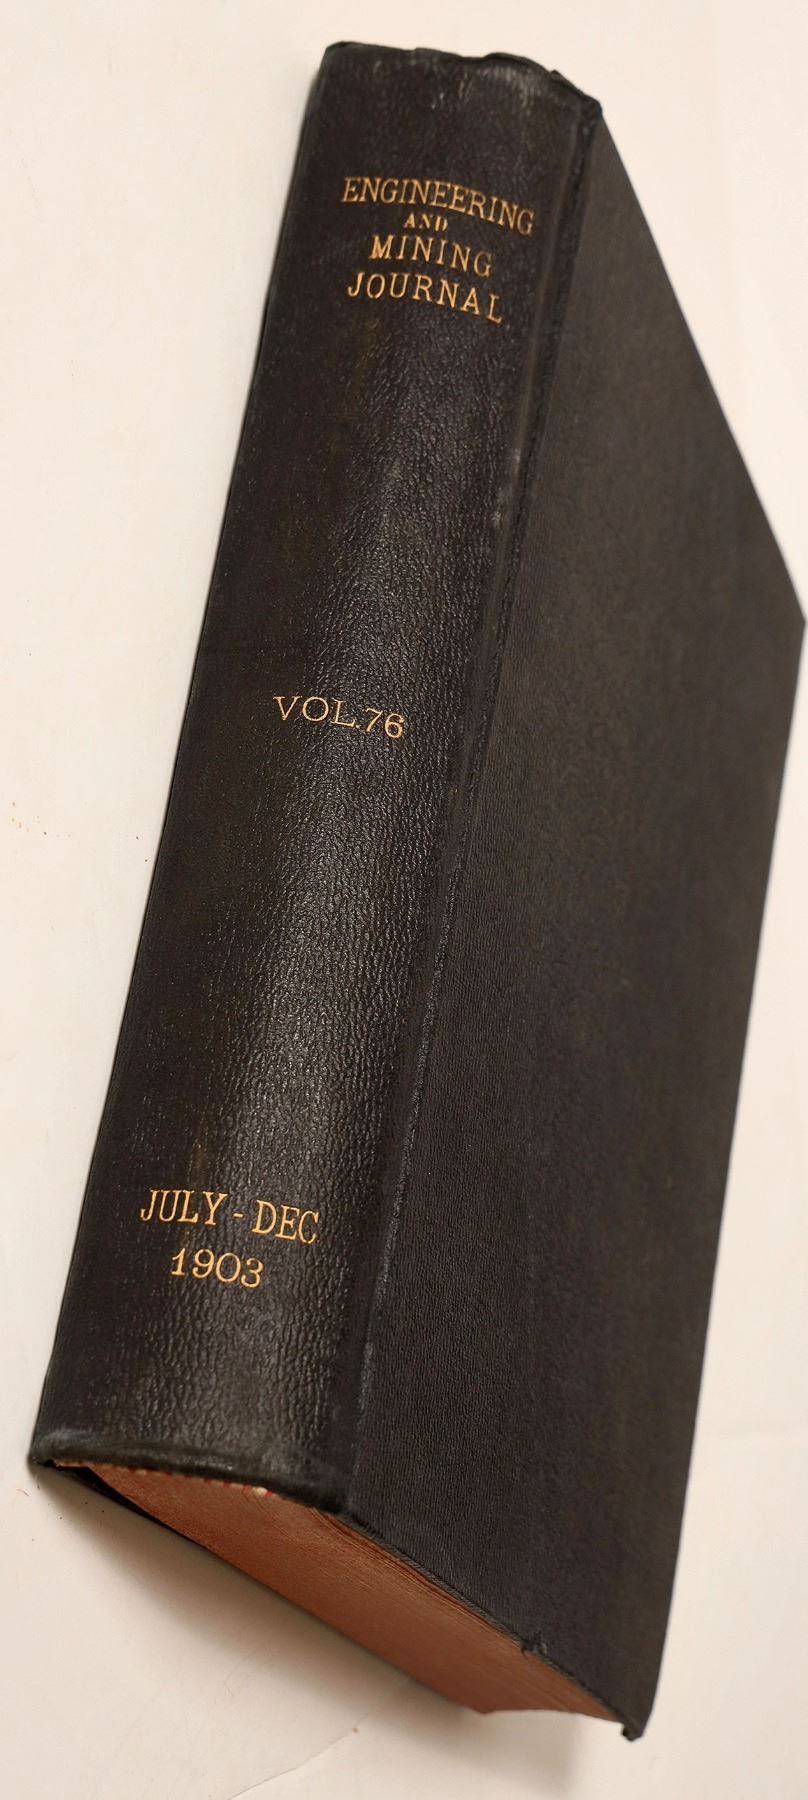 ENGINEERING
AND
MINING
JOURNAL
VOL.76
JULY - DEC
1903